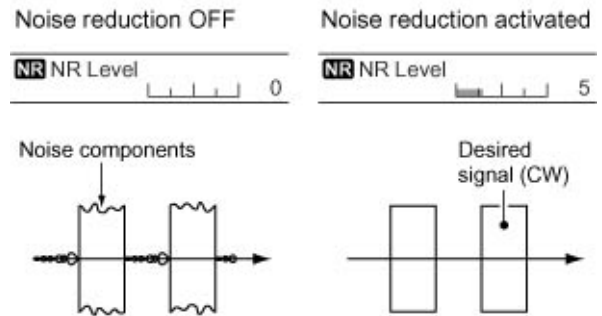 Noise reduction OFF
NR NR Level
0
Noise components
Noise reduction activated
NR NR Level
5
Desired
signal (CW)